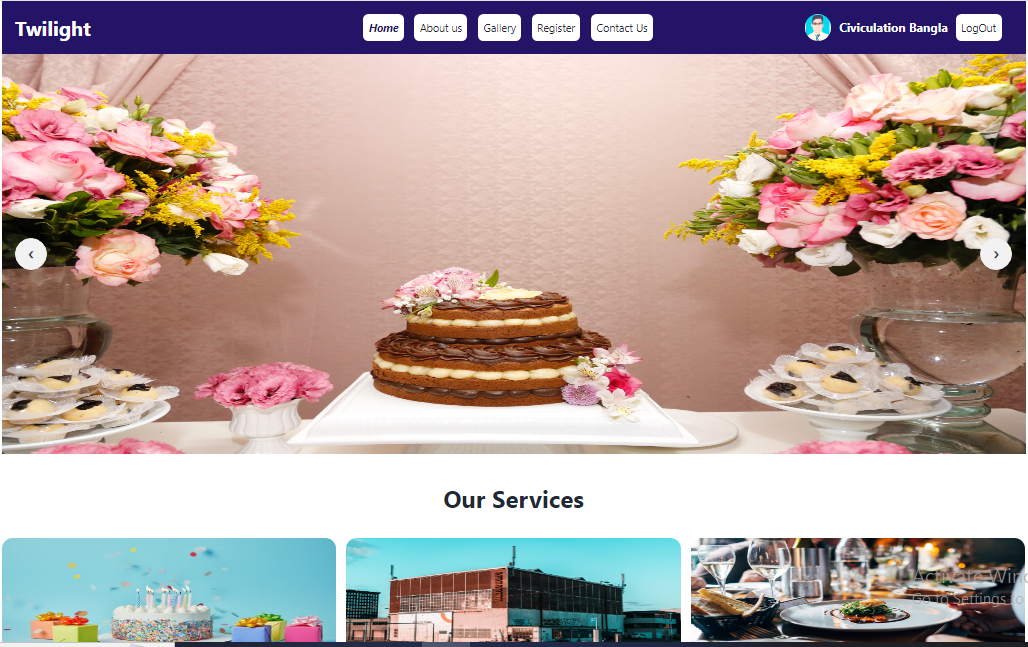 Twilight
Home
About us
Gallery
Register
Contact Us
Civiculation Bangla
LogOut
Our Services
Activate Win
Go to Settings to